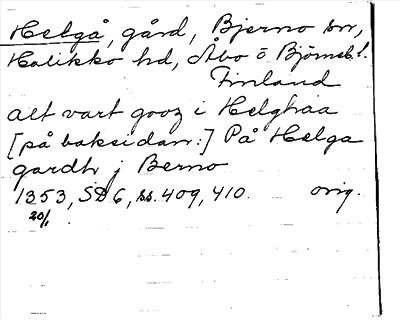 Helgå, gård, Bjerno sn,
Halikko hd, Åbo o Björneb. l.
Finland
alt vart gooz i Helghaa
[på baksidan:] På Helga
gardh j Berno
1353, SD 6, ss. 409, 410. orig.
20/1